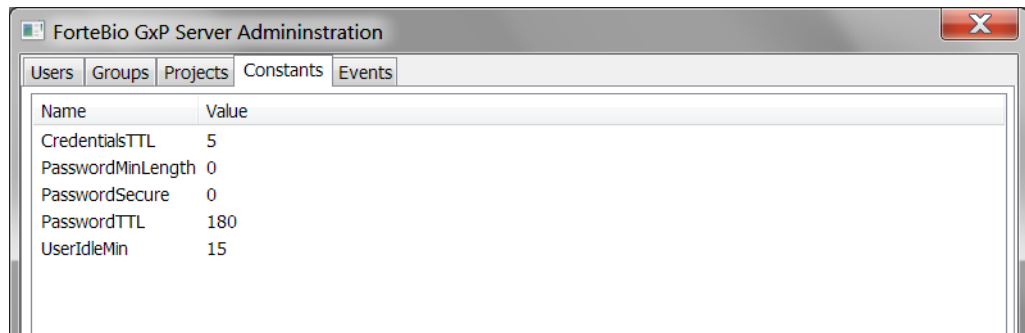 ForteBio GxP Server Admininstration
Users Groups Projects Constants Events
Name Value
CredentialsTTL 5
PasswordMinLength 0
PasswordSecure 0
PasswordTTL 180
UserIdleMin 15